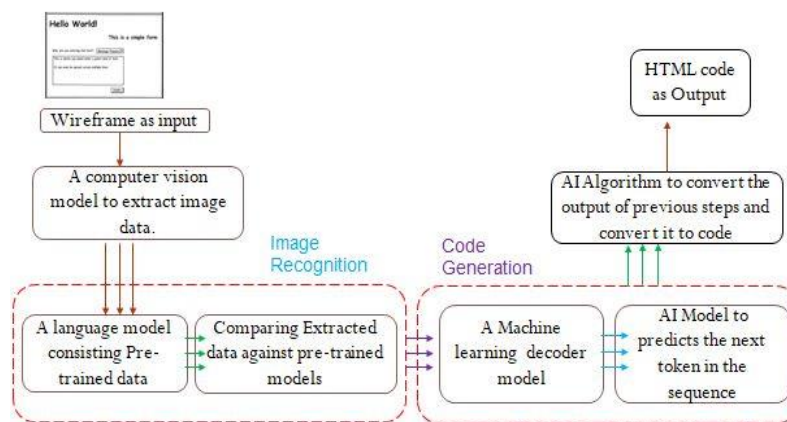 Hello World!
This is a simple form
Wireframe as input
A computer vision
model to extract image
data.
Image
Recognition
A language model
consisting Pre-
trained data
Comparing Extracted
data against pre-trained
models
Code
Generation
A Machine
learning decoder
model
AI Model to
predicts the next
token in the
sequence
AI Algorithm to convert the
output of previous steps and
convert it to code
HTML code
as Output